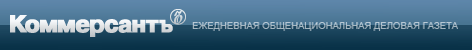 Коммерсантъ
ЕЖЕДНЕВНАЯ ОБЩЕНАЦИОНАЛЬНАЯ ДЕЛОВАЯ ГАЗЕТА